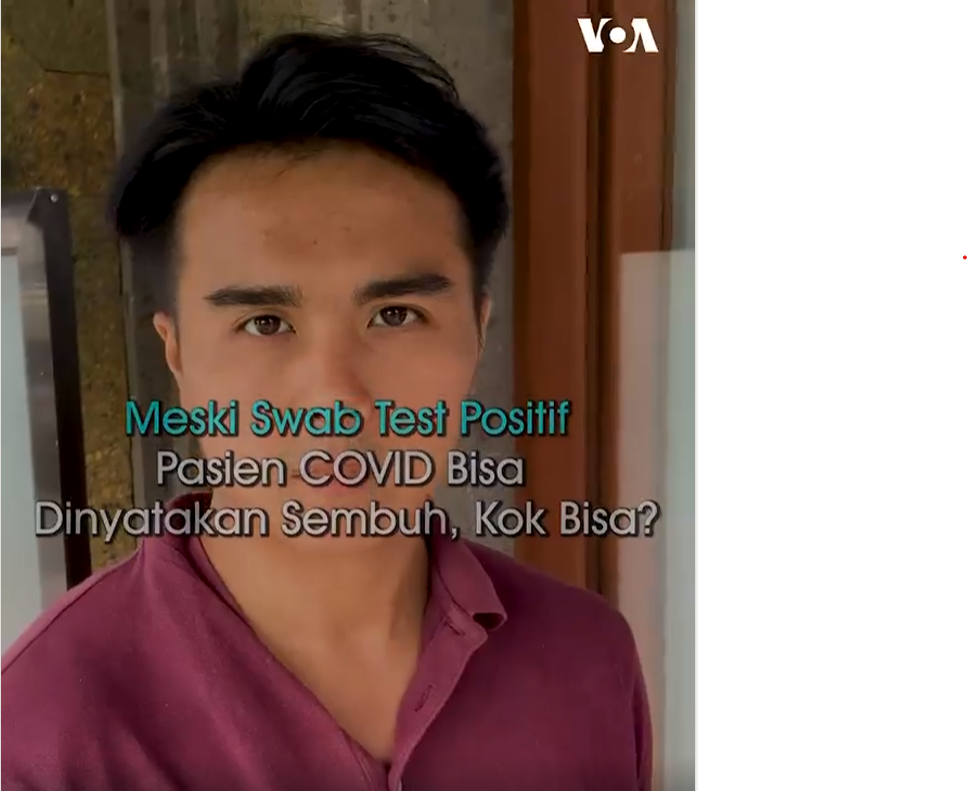 VOA
Meski Swab Test Positif
Pasien COVID Bisa
Dinyatakan Sembuh, Kok Bisa?